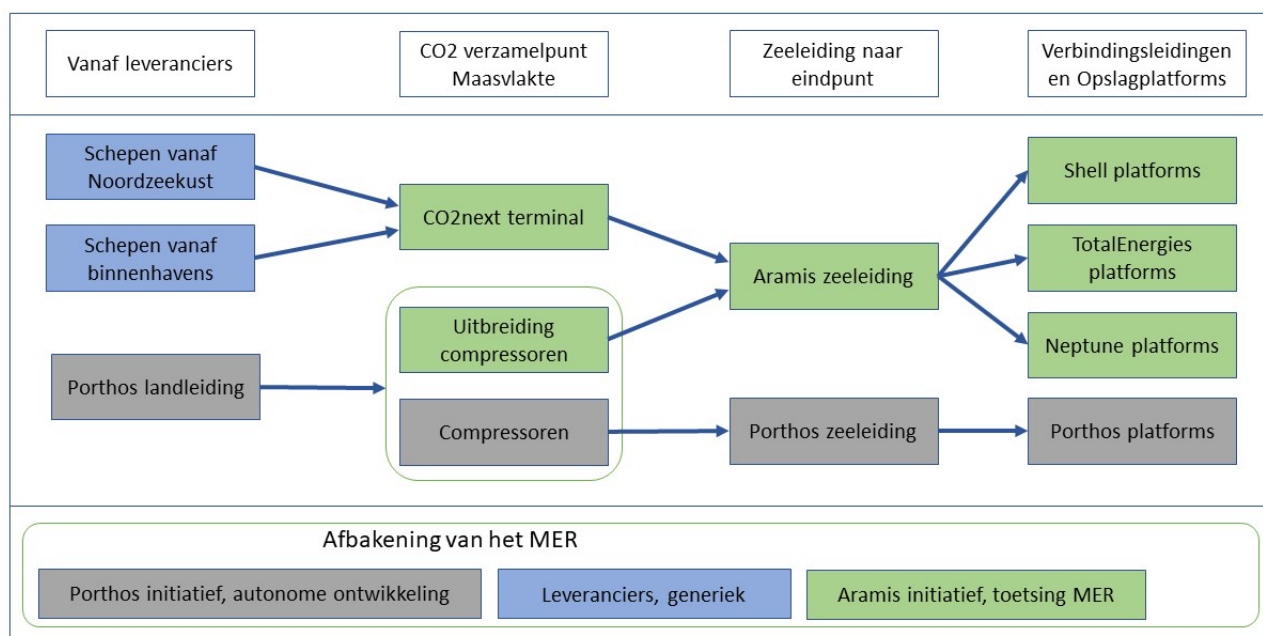 Vanaf leveranciers
CO2 verzamelpunt
Maasvlakte
Zeeleiding naar
eindpunt
Verbindingsleidingen
en Opslagplatforms
Schepen vanaf
Noordzeekust
Schepen vanaf
binnenhavens
Porthos landleiding
CO2next terminal
Uitbreiding
compressoren
Compressoren
Aramis zeeleiding
Porthos zeeleiding
Shell platforms
TotalEnergies
platforms
Neptune platforms
Porthos platforms
Afbakening van het MER
Porthos initiatief, autonome ontwikkeling
Leveranciers, generiek
Aramis initiatief, toetsing MER